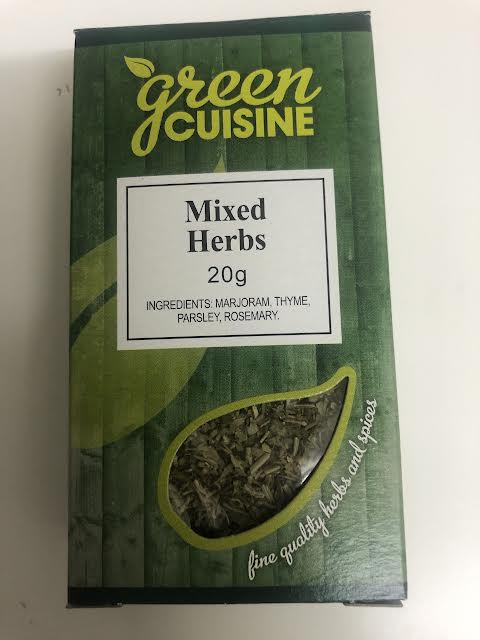 green
CUISINE
Mixed
Herbs
20g
INGREDIENTS: MARJORAM, THYME,
PARSLEY, ROSEMARY.
fine quality herbs and spices